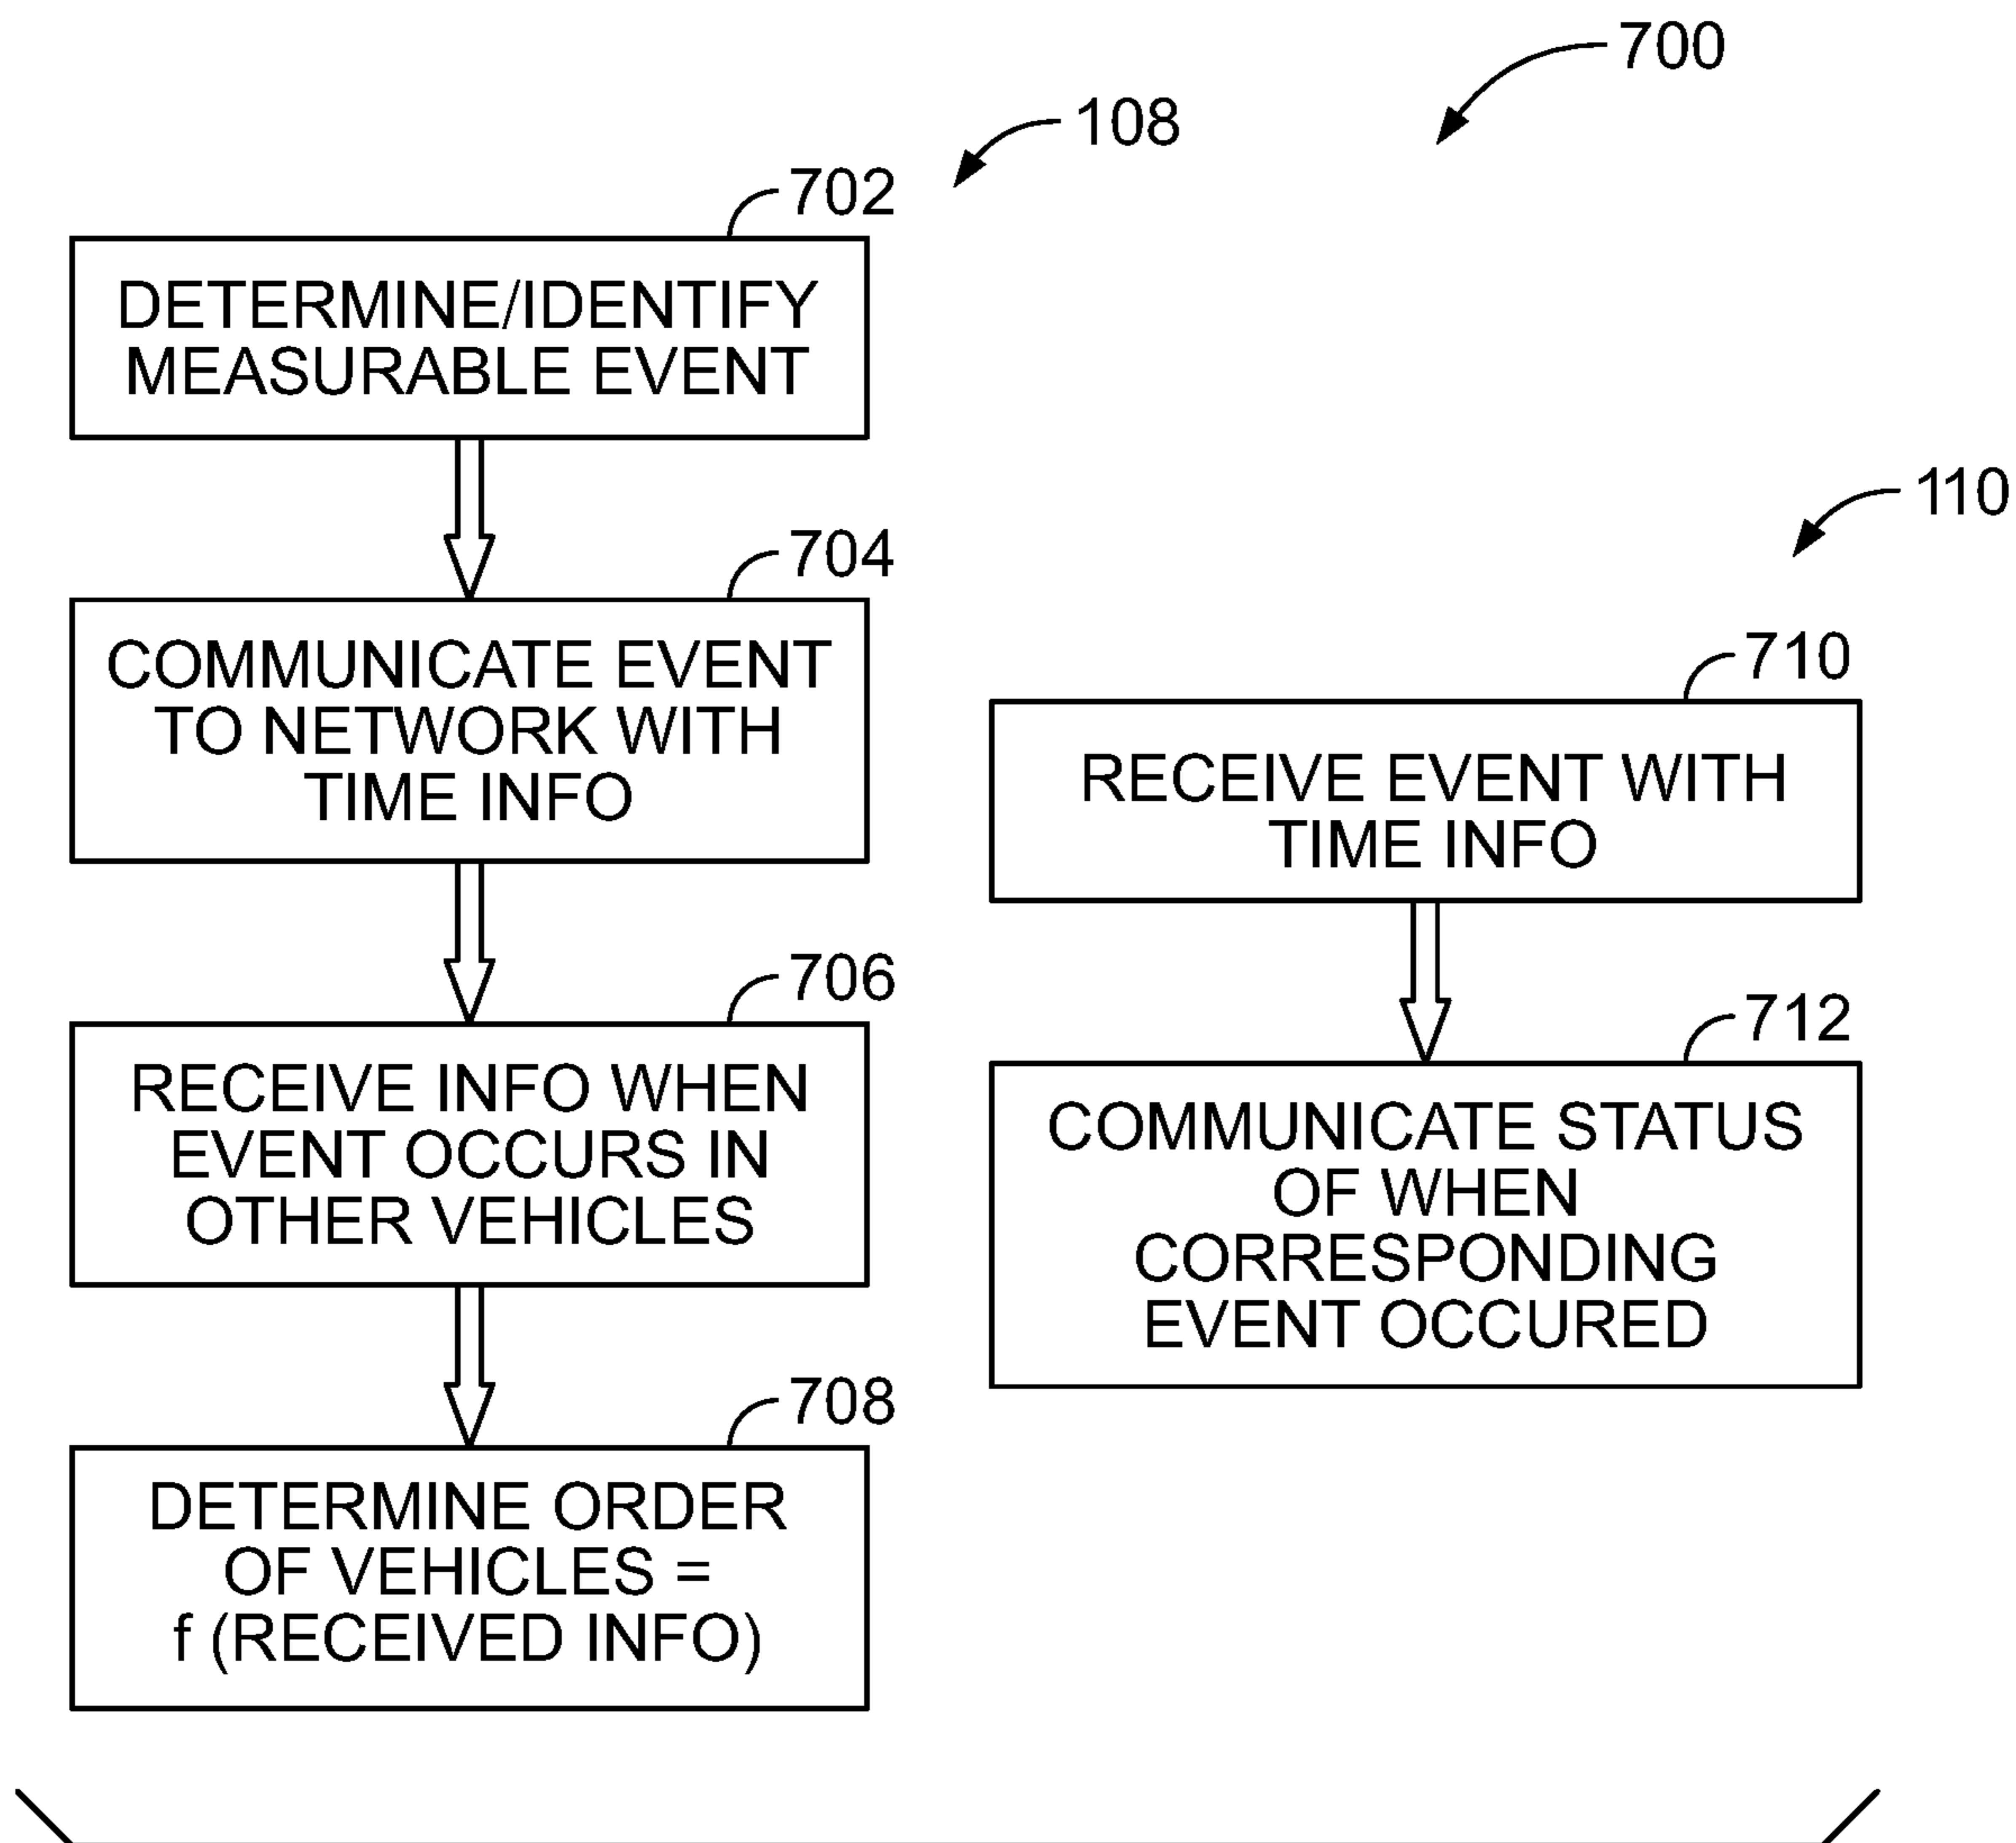 700
108
702
DETERMINE/IDENTIFY
MEASURABLE EVENT
704
COMMUNICATE EVENT
TO NETWORK WITH
TIME INFO
706
RECEIVE INFO WHEN
EVENT OCCURS IN
OTHER VEHICLES
708
DETERMINE ORDER
OF VEHICLES =
f (RECEIVED INFO)
110
710
RECEIVE EVENT WITH
TIME INFO
712
COMMUNICATE STATUS
OF WHEN
CORRESPONDING
EVENT OCCURED